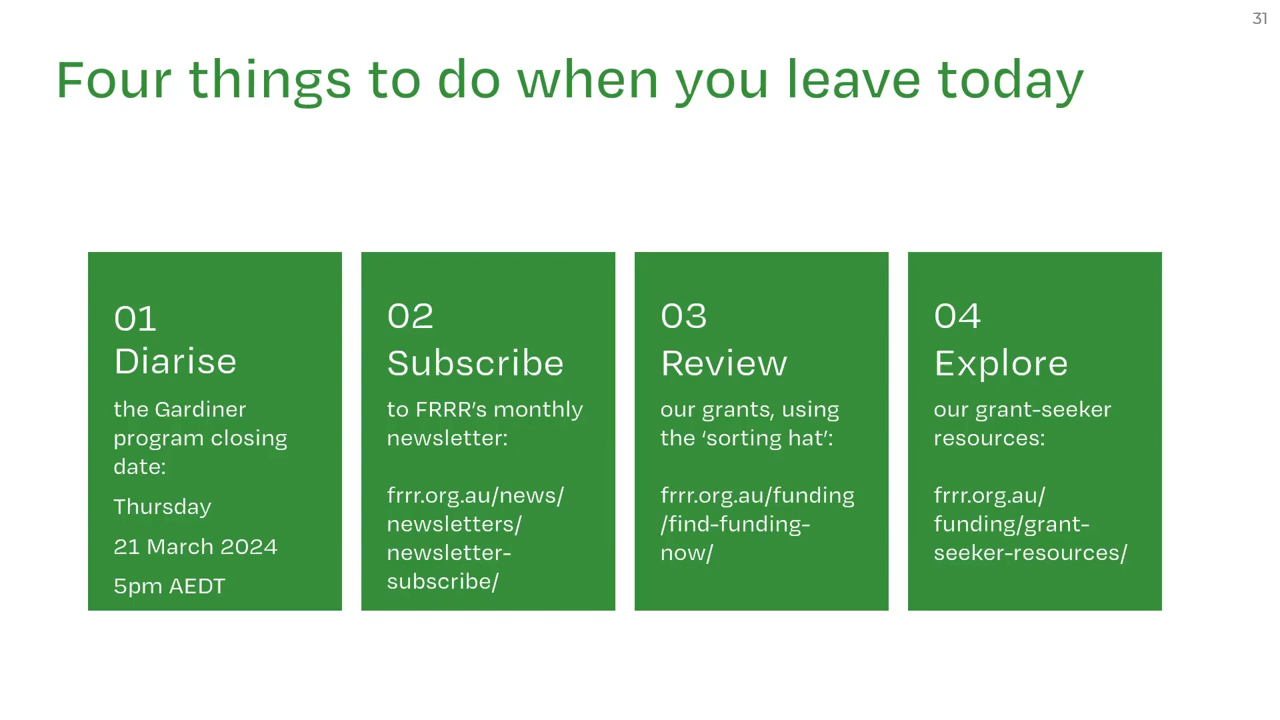 31
Four things to do when you leave today
01
Diarise
the Gardiner
program closing
date:
Thursday
21 March 2024
5pm AEDT
02
Subscribe
to FRRR's monthly
newsletter:
frrr.org.au/news/
newsletters/
newsletter-
subscribe/
03
Review
our grants, using
the ‘sorting hat’:
frrr.org.au/funding
/find-funding-
now/
04
Explore
our grant-seeker
resources:
frrr.org.au/
funding/grant-
seeker-resources/